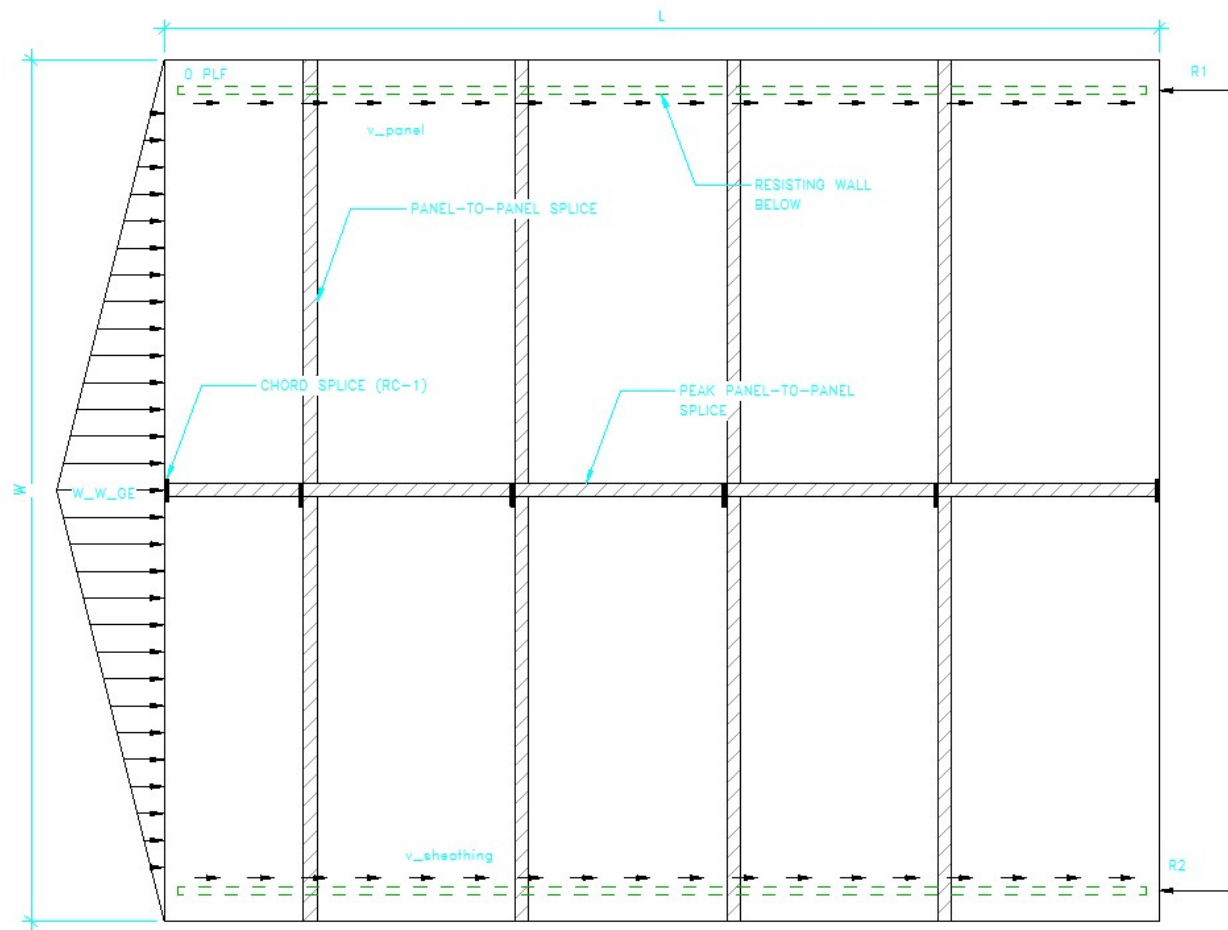 L
0 PLF
R1
v_panel
RESISTING WALL
BELOW
PANEL-TO-PANEL SPLICE
CHORD SPLICE (RC-1)
PEAK PANEL-TO-PANEL
SPLICE
W
W_W_GE
v_sheathing
R2